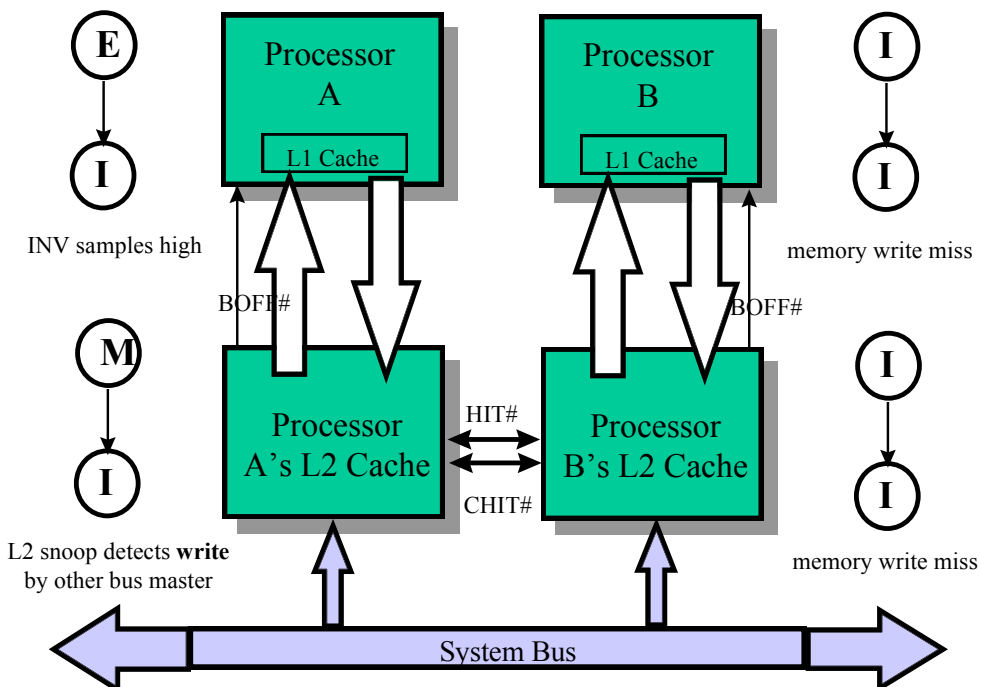 E
I
INV samples high
M
I
L2 snoop detects write
by other bus master
Processor
A
L1 Cache
BOFF#
Processor
A’s L2 Cache
HIT#
CHIT#
Processor
B
L1 Cache
BOFF#
Processor
B’s L2 Cache
I
I
memory write miss
I
I
memory write miss
System Bus